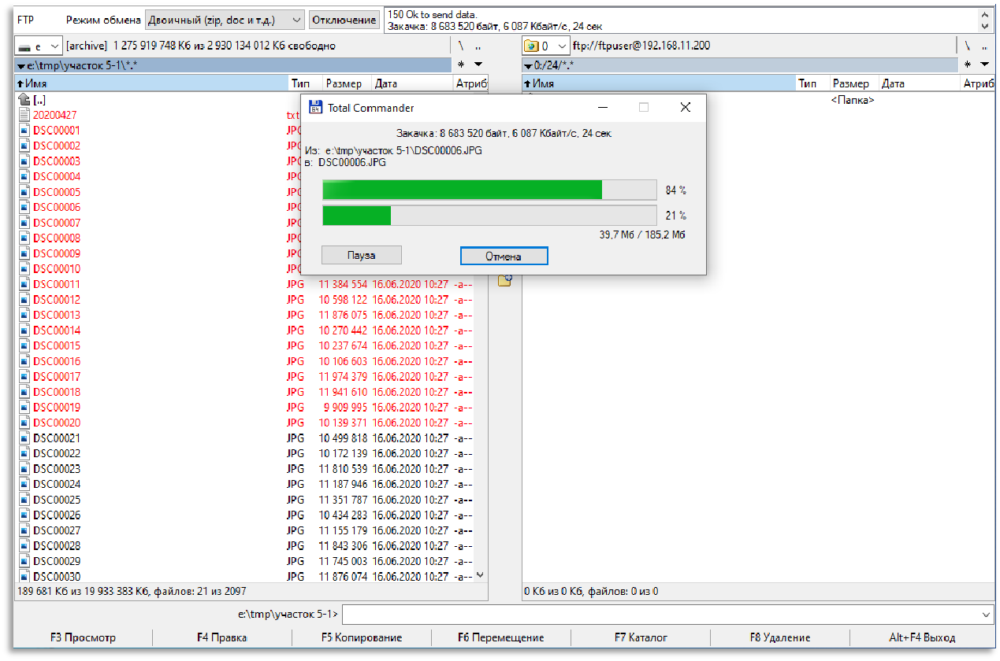 FTP Режим обмена Двоичный (zip, doc и т.д.) Отключение
150 Ok to send data.
Закачка: 8 683 520 байт, 6 087 Кбайт/с, 24 сек
e [archive] 1 275 919 748 Кб из 2 930 134 012 Кб свободно \ ..
e:\tmp\участок 5-1\*.* * 
Имя Тип Размер Дата Атриб
[..]
20200427 txt
DSC00001 JPG
DSC00002 JPG
DSC00003 JPG
DSC00004 JPG
DSC00005 JPG
DSC00006 JPG
DSC00007 JPG
DSC00008 JPG
DSC00009 JPG
DSC00010 JPG
DSC00011 JPG 11 384 554 16.06.2020 10:27 -a--
DSC00012 JPG 10 598 122 16.06.2020 10:27 -a--
DSC00013 JPG 11 876 075 16.06.2020 10:27 -a--
DSC00014 JPG 10 270 442 16.06.2020 10:27 -a--
DSC00015 JPG 10 237 674 16.06.2020 10:27 -a--
DSC00016 JPG 10 106 603 16.06.2020 10:27 -a--
DSC00017 JPG 11 974 379 16.06.2020 10:27 -a--
DSC00018 JPG 11 941 610 16.06.2020 10:27 -a--
DSC00019 JPG 9 909 995 16.06.2020 10:27 -a--
DSC00020 JPG 10 139 371 16.06.2020 10:27 -a--
DSC00021 JPG 10 499 818 16.06.2020 10:27 -a--
DSC00022 JPG 10 172 139 16.06.2020 10:27 -a--
DSC00023 JPG 11 810 539 16.06.2020 10:27 -a--
DSC00024 JPG 11 187 946 16.06.2020 10:27 -a--
DSC00025 JPG 11 351 787 16.06.2020 10:27 -a--
DSC00026 JPG 10 434 283 16.06.2020 10:27 -a--
DSC00027 JPG 11 155 179 16.06.2020 10:27 -a--
DSC00028 JPG 11 843 306 16.06.2020 10:27 -a--
DSC00029 JPG 11 745 003 16.06.2020 10:27 -a--
DSC00030 JPG 11 876 074 16.06.2020 10:27 -a--
189 681 Кб из 19 933 383 Кб, файлов: 21 из 2097
0 ftp://ftpuser@192.168.11.200 \ ..
0:/24/*.* *
Имя Тип Размер Дата Атриб
<Папка>
0 Кб из 0 Кб, файлов: 0 из 0
64 Total Commander
Закачка: 8 683 520 байт, 6 087 Кбайт/с, 24 сек
Из: e:\tmp\участок 5-1\DSC00006.JPG
в: DSC00006.JPG
84 %
21 %
39,7 Мб / 185,2 Мб
Пауза Отмена
e:\tmp\участок 5-1>
F3 Просмотр F4 Правка F5 Копирование F6 Перемещение F7 Каталог F8 Удаление Alt+F4 Выход